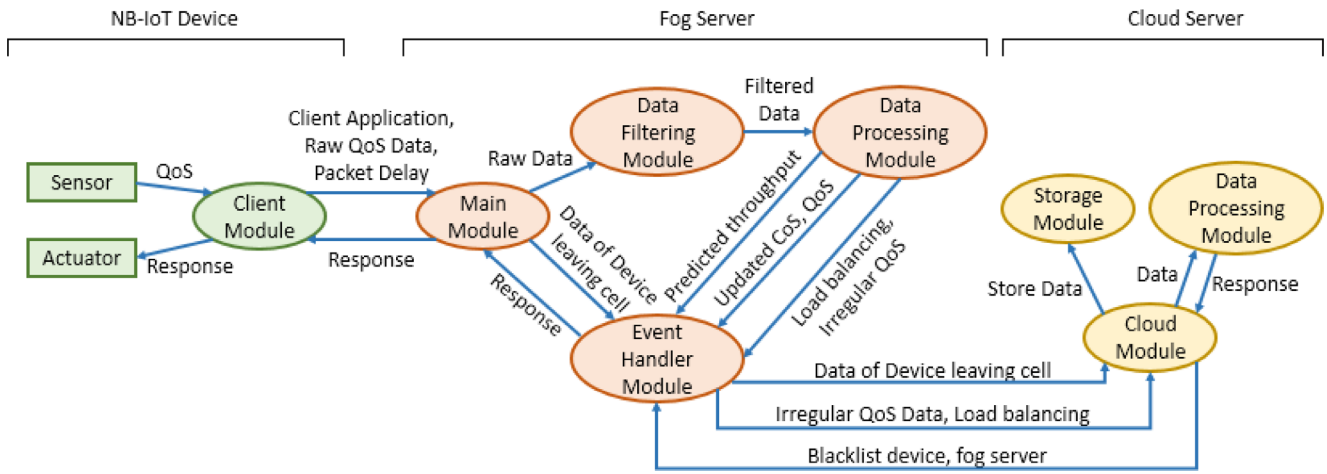 NB-IoT Device
Fog Server
Cloud Server
Sensor
Actuator
QoS
Response
Client
Module
Client Application,
Raw QoS Data,
Packet Delay
Response
Main
Module
Raw Data
Data
Filtering
Module
Filtered
Data
Data
Processing
Module
Data of Device
leaving cell
Response
Predicted throughput
Updated CoS, QoS
Load balancing,
Irregular QoS
Event
Handler
Module
Data of Device leaving cell
Irregular QoS Data, Load balancing
Blacklist device, fog server
Storage
Module
Data
Processing
Module
Store Data
Data
Response
Cloud
Module